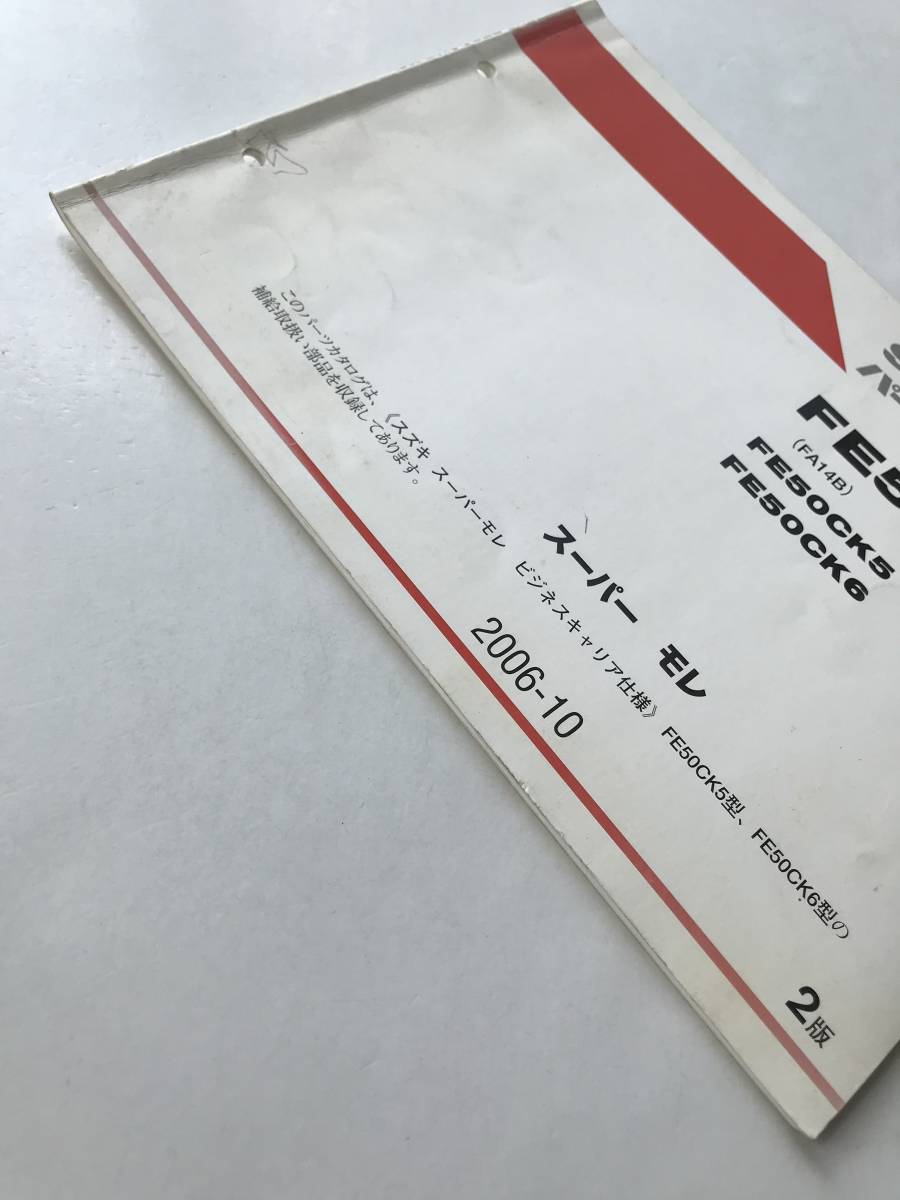 FE5
(FA14B)
FE50CK5
FE50CK6
スーパー モレ
このパーツカタログは、《スズキ スーパーモレ ビジネスキャリア仕様》FE50CK5型、FE50CK6型の
補給取扱い部品を収録してあります。
2006-10
2版